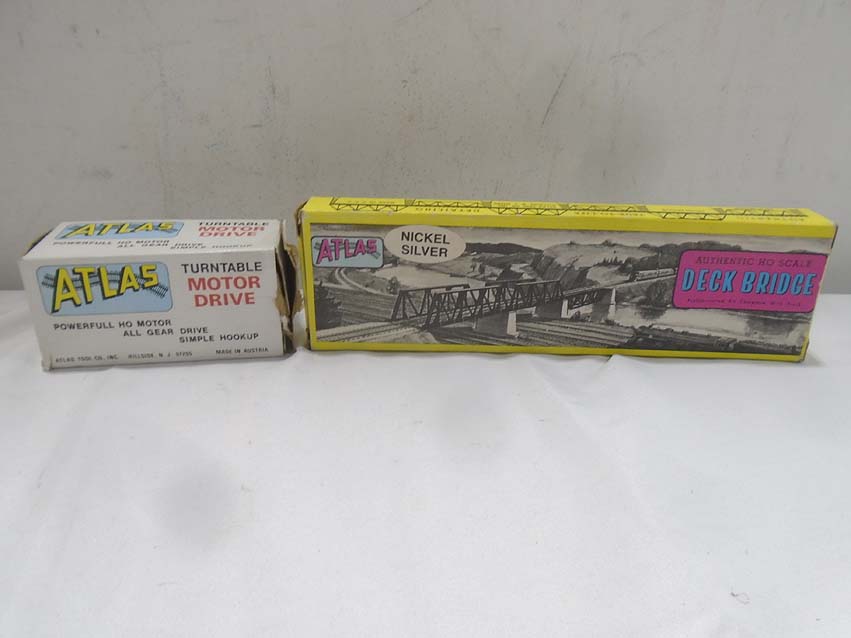 ATLAS
TURNTABLE
MOTOR
DRIVE
POWERFULL HO MOTOR
ALL GEAR DRIVE
SIMPLE HOOKUP
ATLAS
TURNTABLE
MOTOR
DRIVE
POWERFULL HO MOTOR
ALL GEAR DRIVE
SIMPLE HOOKUP
ATLAS TOOL CO., INC. HILLSIDE, N. J. 07205 MADE IN AUSTRIA
ATLAS
NICKEL
SILVER
AUTHENTIC HO SCALE
DECK BRIDGE